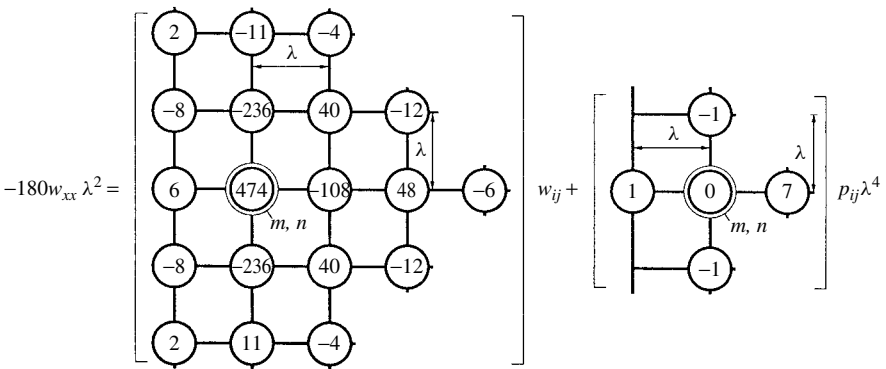 2 −11 −4
λ
−8 −236 40 −12 −1
λ λ λ
−180w_xx λ² = 6 474 −108 48 −6 w_ij + 1 0 7 p_ij λ⁴
m, n m, n
−8 −236 40 −12 −1
2 11 −4